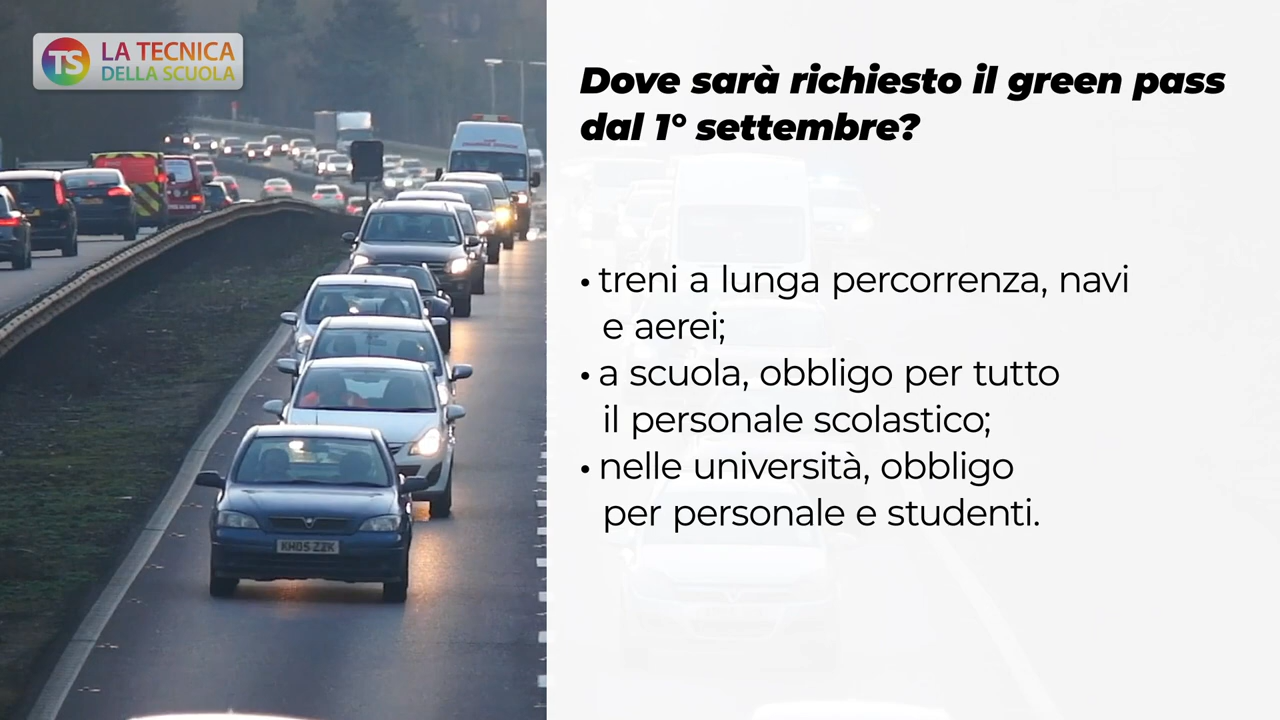 TS LA TECNICA
DELLA SCUOLA
Dove sarà richiesto il green pass
dal 1° settembre?
• treni a lunga percorrenza, navi
e aerei;
• a scuola, obbligo per tutto
il personale scolastico;
• nelle università, obbligo
per personale e studenti.
KH05 ZZK